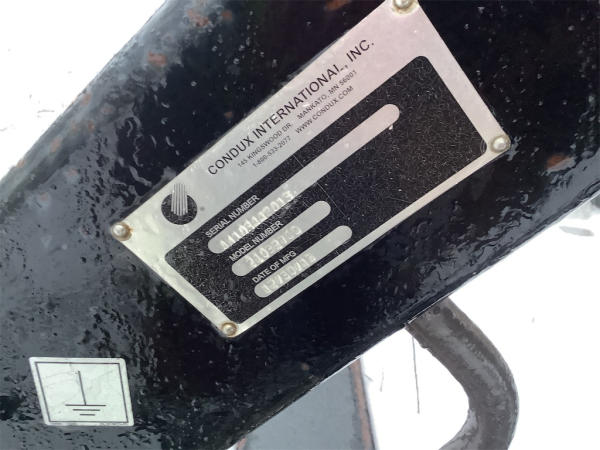 CONDUX INTERNATIONAL, INC.
145 KINGSWOOD DR. MANKATO, MN 56001
1-800-533-2077 WWW.CONDUX.COM
SERIAL NUMBER
MODEL NUMBER
DATE OF MFG